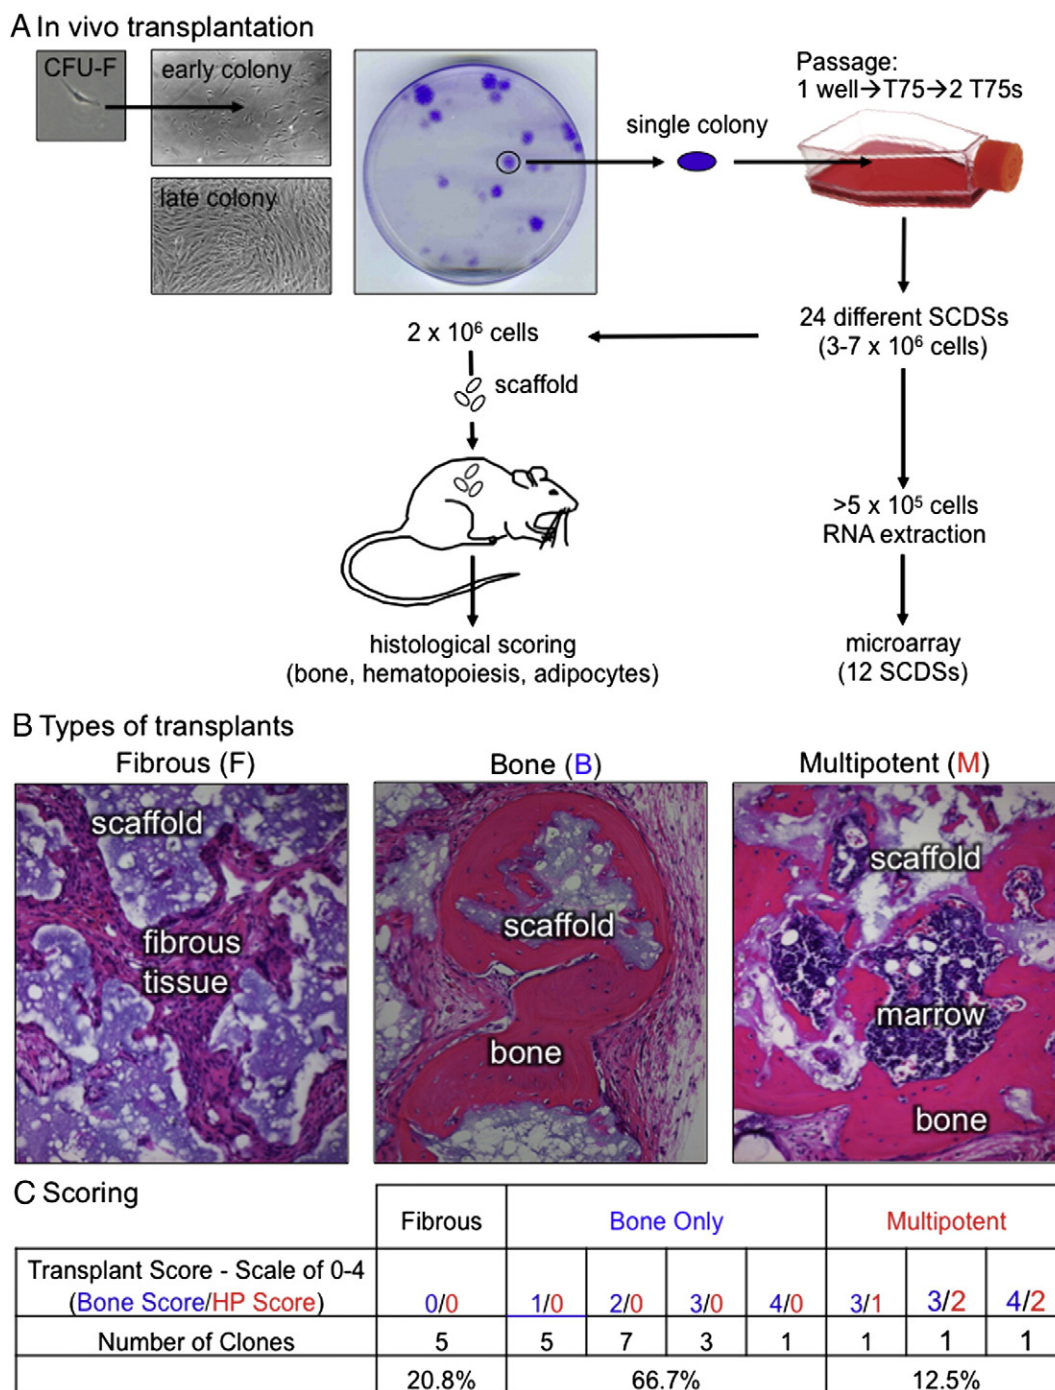 A In vivo transplantation
CFU-F
early colony
late colony
single colony
Passage:
1 well→T75→2 T75s
24 different SCDSs
(3-7 x 10⁶ cells)
2 x 10⁶ cells
scaffold
>5 x 10⁵ cells
RNA extraction
histological scoring
(bone, hematopoiesis, adipocytes)
microarray
(12 SCDSs)
B Types of transplants
Fibrous (F)
Bone (B)
Multipotent (M)
scaffold
fibrous
tissue
scaffold
bone
scaffold
marrow
bone
C Scoring
Fibrous Bone Only Multipotent
Transplant Score - Scale of 0-4
(Bone Score/HP Score) 0/0 1/0 2/0 3/0 4/0 3/1 3/2 4/2
Number of Clones 5 5 7 3 1 1 1 1
20.8% 66.7% 12.5%